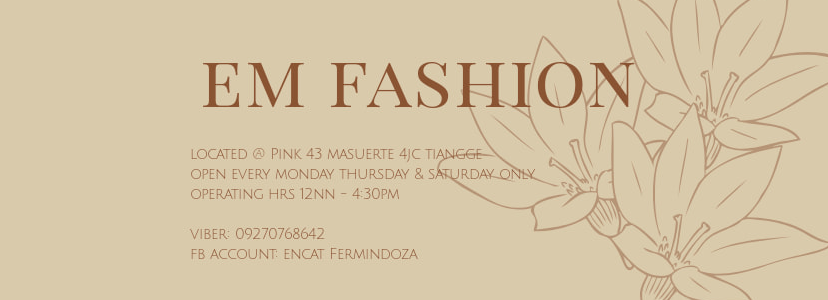 EM FASHION
LOCATED @ PINK 43 MASUERTE 4JC TIANGGE
OPEN EVERY MONDAY THURSDAY & SATURDAY ONLY
OPERATING HRS 12NN - 4:30PM
VIBER: 09270768642
FB ACCOUNT: ENCAT FERMINDOZA